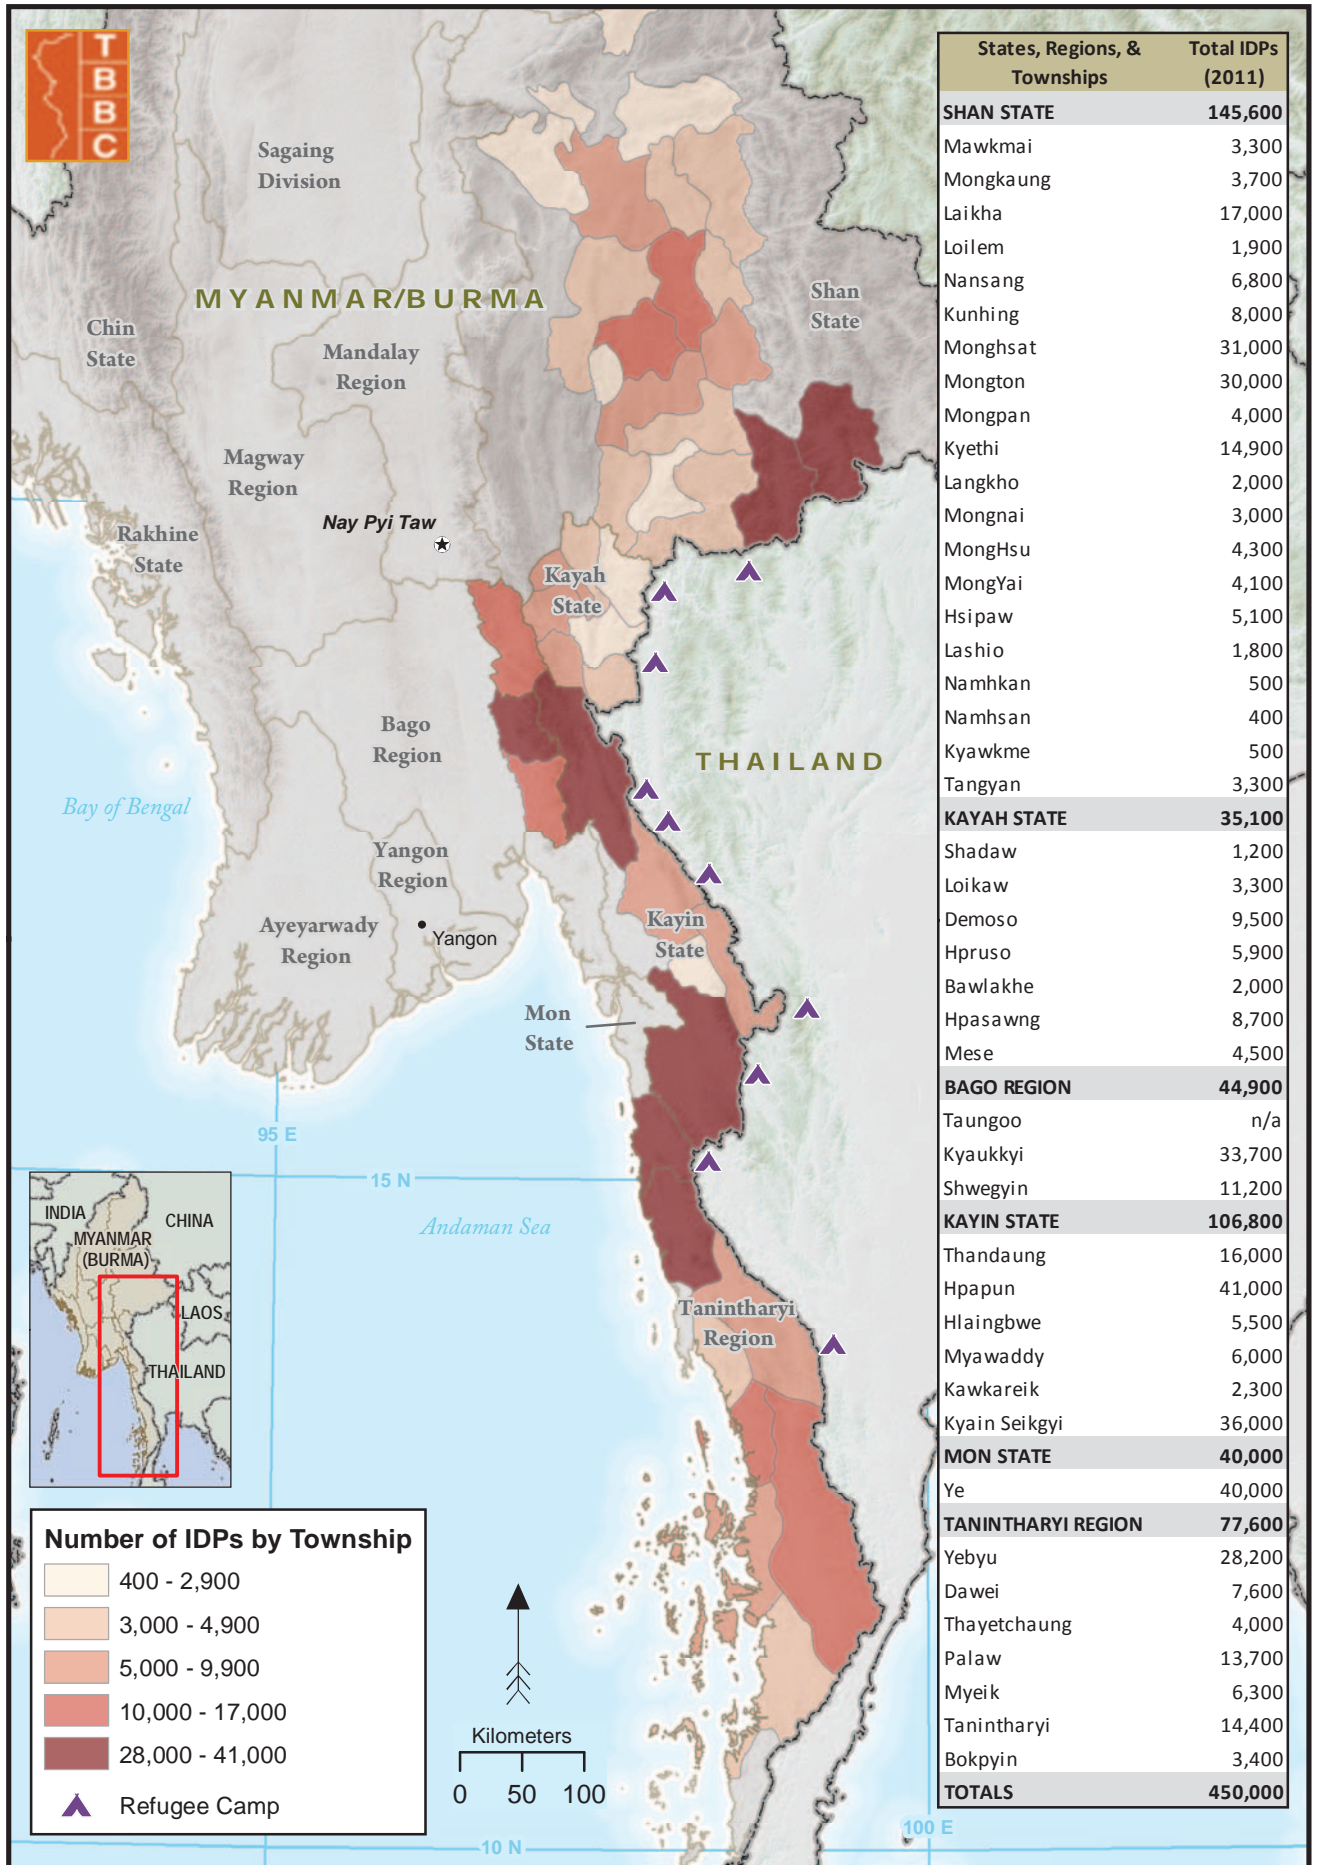 T
B
B
C
Sagaing
Division
MYANMAR/BURMA
Chin
State
Mandalay
Region
Shan
State
Magway
Region
Nay Pyi Taw
Rakhine
State
Kayah
State
Bago
Region
THAILAND
Bay of Bengal
Yangon
Region
Ayeyarwady
Region
Yangon
Kayin
State
Mon
State
95 E
15 N
Andaman Sea
Tanintharyi
Region
INDIA
CHINA
MYANMAR
(BURMA)
LAOS
THAILAND
Number of IDPs by Township
400 - 2,900
3,000 - 4,900
5,000 - 9,900
10,000 - 17,000
28,000 - 41,000
Refugee Camp
Kilometers
0 50 100
10 N
100 E
States, Regions, & Total IDPs
Townships (2011)
SHAN STATE 145,600
Mawkmai 3,300
Mongkaung 3,700
Laikha 17,000
Loilem 1,900
Nansang 6,800
Kunhing 8,000
Monghsat 31,000
Mongton 30,000
Mongpan 4,000
Kyethi 14,900
Langkho 2,000
Mongnai 3,000
MongHsu 4,300
MongYai 4,100
Hsipaw 5,100
Lashio 1,800
Namhkan 500
Namhsan 400
Kyawkme 500
Tangyan 3,300
KAYAH STATE 35,100
Shadaw 1,200
Loikaw 3,300
Demoso 9,500
Hpruso 5,900
Bawlakhe 2,000
Hpasawng 8,700
Mese 4,500
BAGO REGION 44,900
Taungoo n/a
Kyaukkyi 33,700
Shwegyin 11,200
KAYIN STATE 106,800
Thandaung 16,000
Hpapun 41,000
Hlaingbwe 5,500
Myawaddy 6,000
Kawkareik 2,300
Kyain Seikgyi 36,000
MON STATE 40,000
Ye 40,000
TANINTHARYI REGION 77,600
Yebyu 28,200
Dawei 7,600
Thayetchaung 4,000
Palaw 13,700
Myeik 6,300
Tanintharyi 14,400
Bokpyin 3,400
TOTALS 450,000